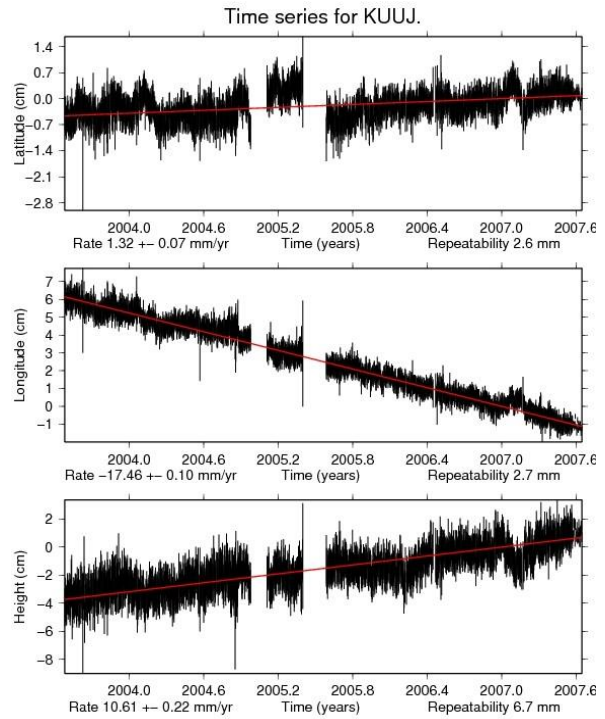 Time series for KUUJ.
1.4
0.7
0.0
−0.7
−1.4
−2.1
−2.8
Latitude (cm)
2004.0 2004.6 2005.2 2005.8 2006.4 2007.0 2007.6
Rate 1.32 +− 0.07 mm/yr Time (years) Repeatability 2.6 mm
7
6
5
4
3
2
1
0
−1
Longitude (cm)
2004.0 2004.6 2005.2 2005.8 2006.4 2007.0 2007.6
Rate −17.46 +− 0.10 mm/yr Time (years) Repeatability 2.7 mm
2
0
−2
−4
−6
−8
Height (cm)
2004.0 2004.6 2005.2 2005.8 2006.4 2007.0 2007.6
Rate 10.61 +− 0.22 mm/yr Time (years) Repeatability 6.7 mm